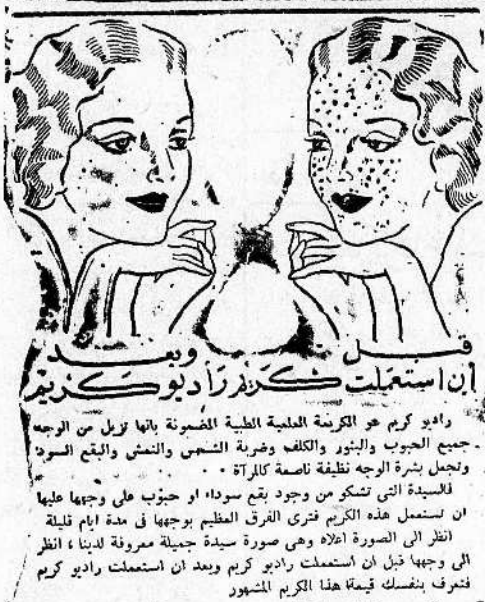 قبل وبعد
ان استعملت كريم راديو كريم
راديو كريم هو الكريمة العلمية الطبية المضمونة بانها تزيل من الوجه
جميع الحبوب والبثور والكلف وضربة الشمس والنمش والبقع السوداء
وتجعل بشرة الوجه نظيفة ناصعة كالمرآة . .
فالسيدة التى تشكو من وجود بقع سوداء او حبوب على وجهها عليها
ان تستعمل هذه الكريم فترى الفرق العظيم بوجهها فى مدة ايام قليلة
انظر الى الصورة اعلاه وهى صورة سيدة جميلة معروفة لدينا ، انظر
الى وجهها قبل ان استعملت راديو كريم وبعد ان استعملت راديو كريم
فتعرف بنفسك قيمة هذا الكريم المشهور